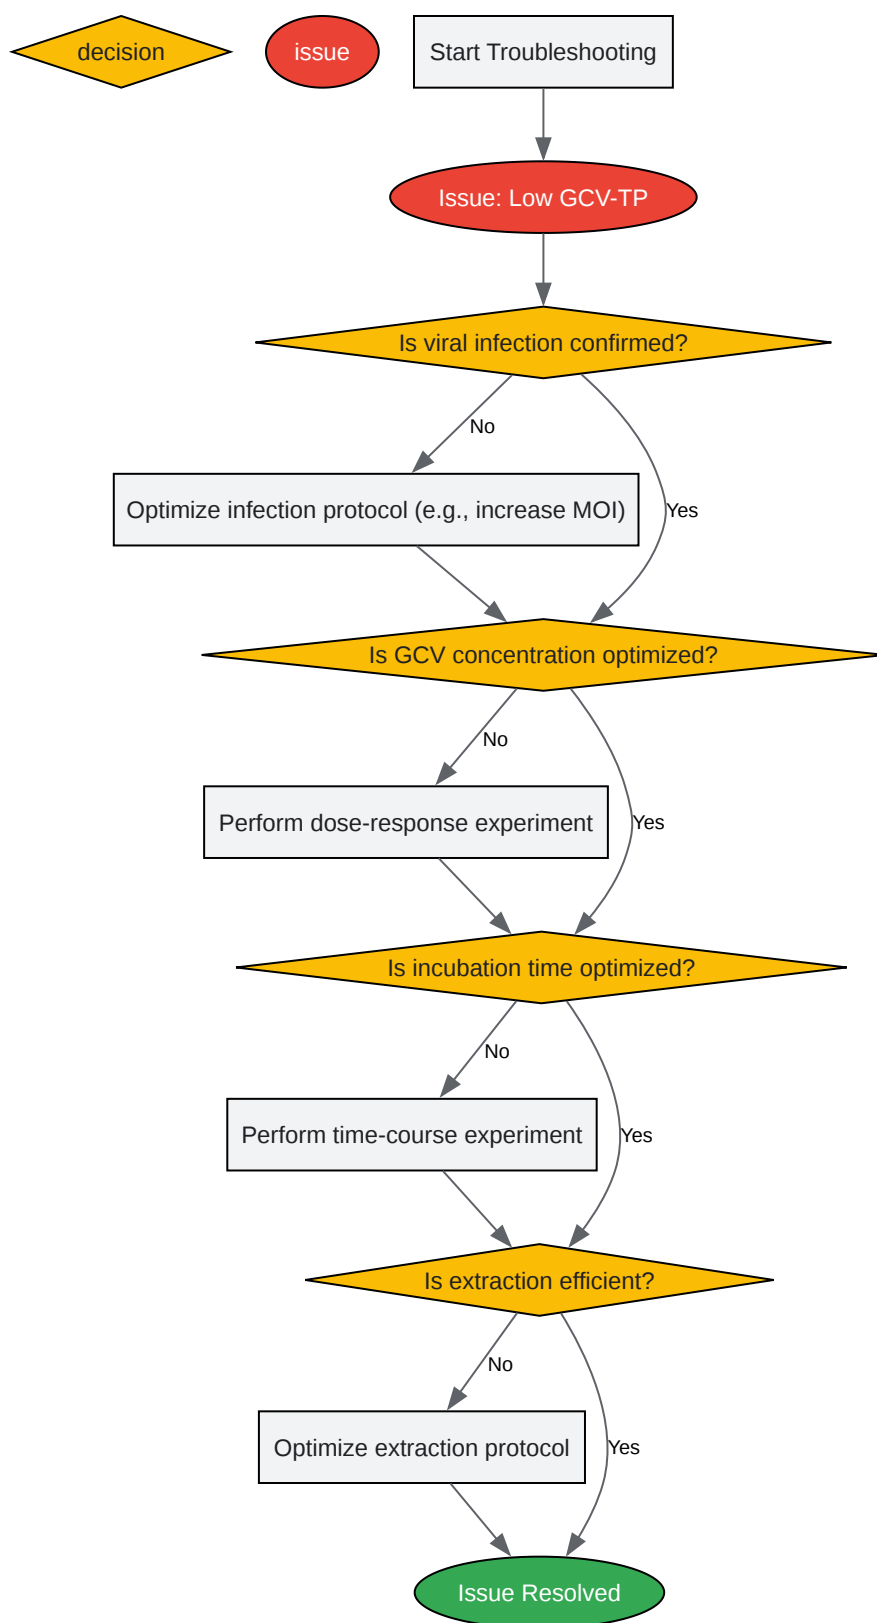 decision
issue
Start Troubleshooting
Issue: Low GCV-TP
Is viral infection confirmed?
No
Optimize infection protocol (e.g., increase MOI)
Yes
Is GCV concentration optimized?
No
Perform dose-response experiment
Yes
Is incubation time optimized?
No
Perform time-course experiment
Yes
Is extraction efficient?
No
Optimize extraction protocol
Yes
Issue Resolved